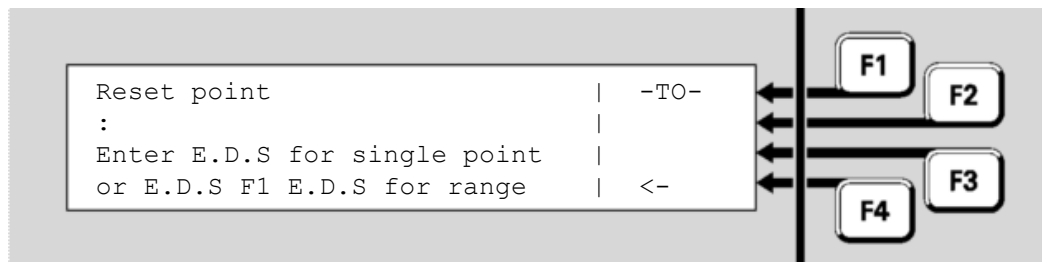 Reset point | -TO-
: |
Enter E.D.S for single point |
or E.D.S F1 E.D.S for range | <-
F1
F2
F3
F4